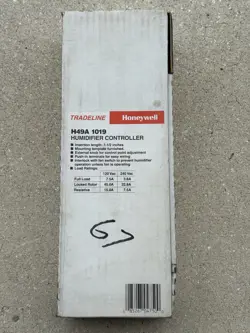 TRADELINE Honeywell
H49A 1019
HUMIDIFIER CONTROLLER
Insertion length, 7-1/2 inches
Mounting template furnished
External knob for control point adjustment
Push-in terminals for easy wiring
Interlock with fan switch to prevent humidifier
operation unless fan is operating
Load Ratings:
120 Vac 240 Vac
Full Load 7.5A 3.8A
Locked Rotor 45.0A 22.8A
Resistive 15.0A 7.5A